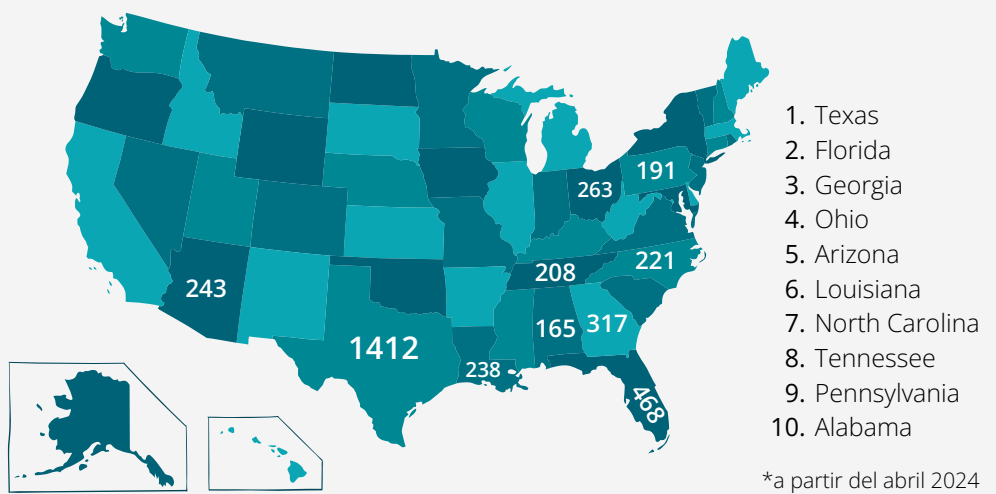 191
263
221
208
243
317
165
1412
238
468
1. Texas
2. Florida
3. Georgia
4. Ohio
5. Arizona
6. Louisiana
7. North Carolina
8. Tennessee
9. Pennsylvania
10. Alabama
*a partir del abril 2024